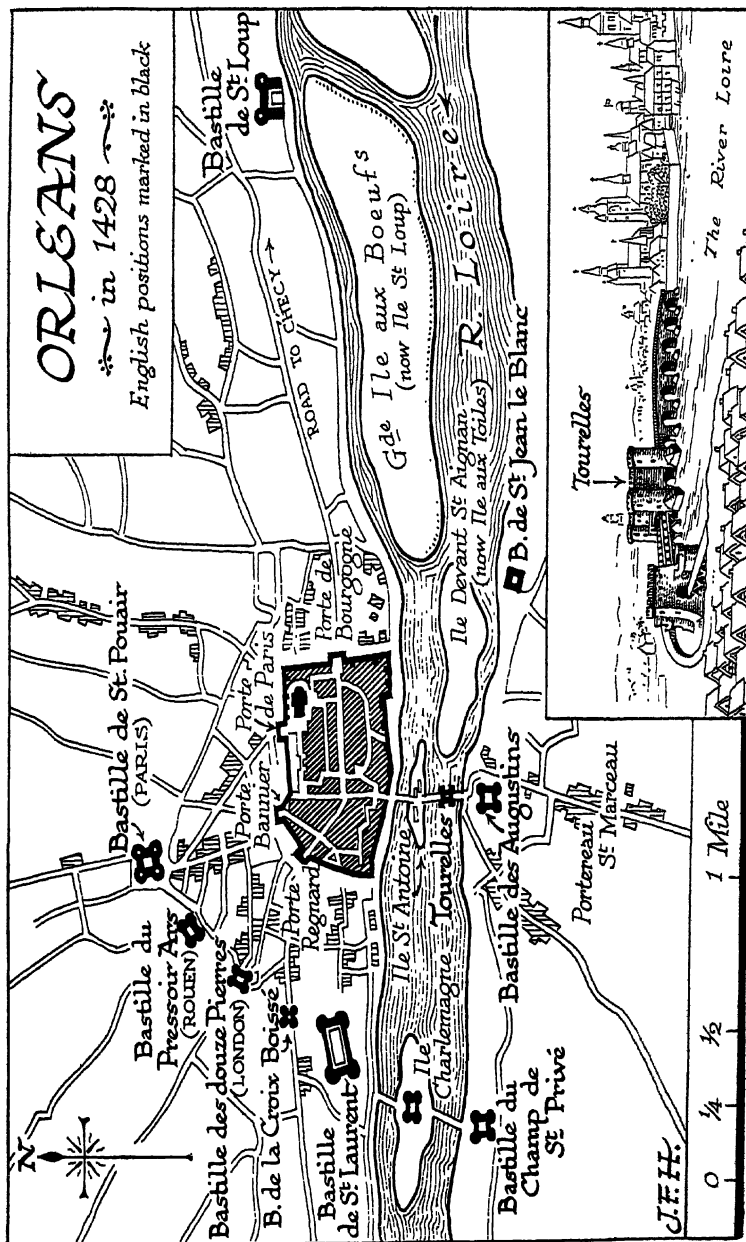 ORLEANS
in 1428
English positions marked in black
N
Bastille de St. Pouair
(PARIS)
Bastille du
Pressoir Ars
(ROUEN)
Bastille des douze Pierres
(LONDON)
B. de la Croix Boissé
Bastille
de St. Laurent
Porte
Bannier
Porte
de Paris
Porte
Regnard
Porte de
Bourgogne
ROAD TO CHECY
Bastille
de St. Loup
Gde Ile aux Boeufs
(now Ile St Loup)
R. Loire
Ile Devant St Aignan
(now Ile aux Toiles)
B. de St. Jean le Blanc
Ile St Antoine
Tourelles
Ile
Charlemagne
Bastille des Augustins
Portereau
St. Marceau
Bastille du
Champ de
St. Privé
J.F.H.
0 1/4 1/2 1 Mile
Tourelles
The River Loire